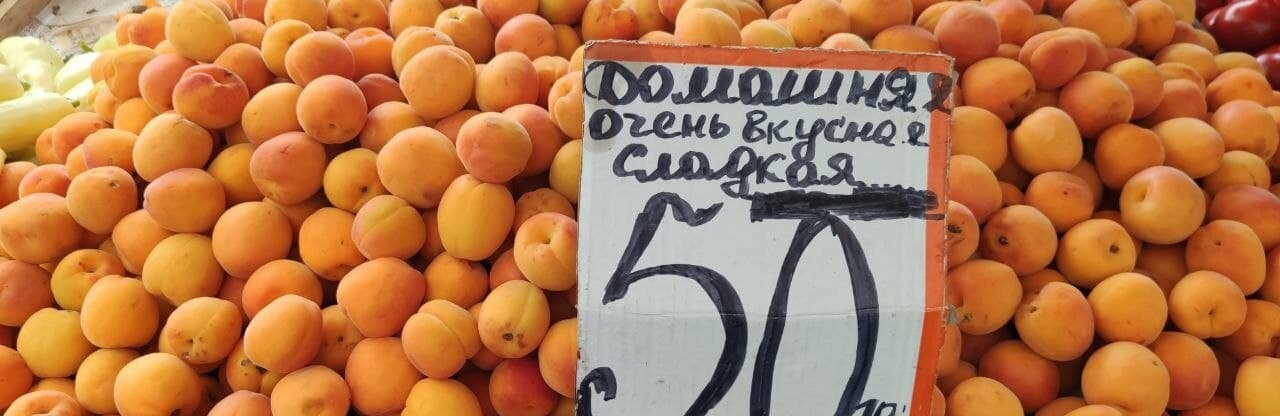 Домашняя
очень вкусная
сладкая
50